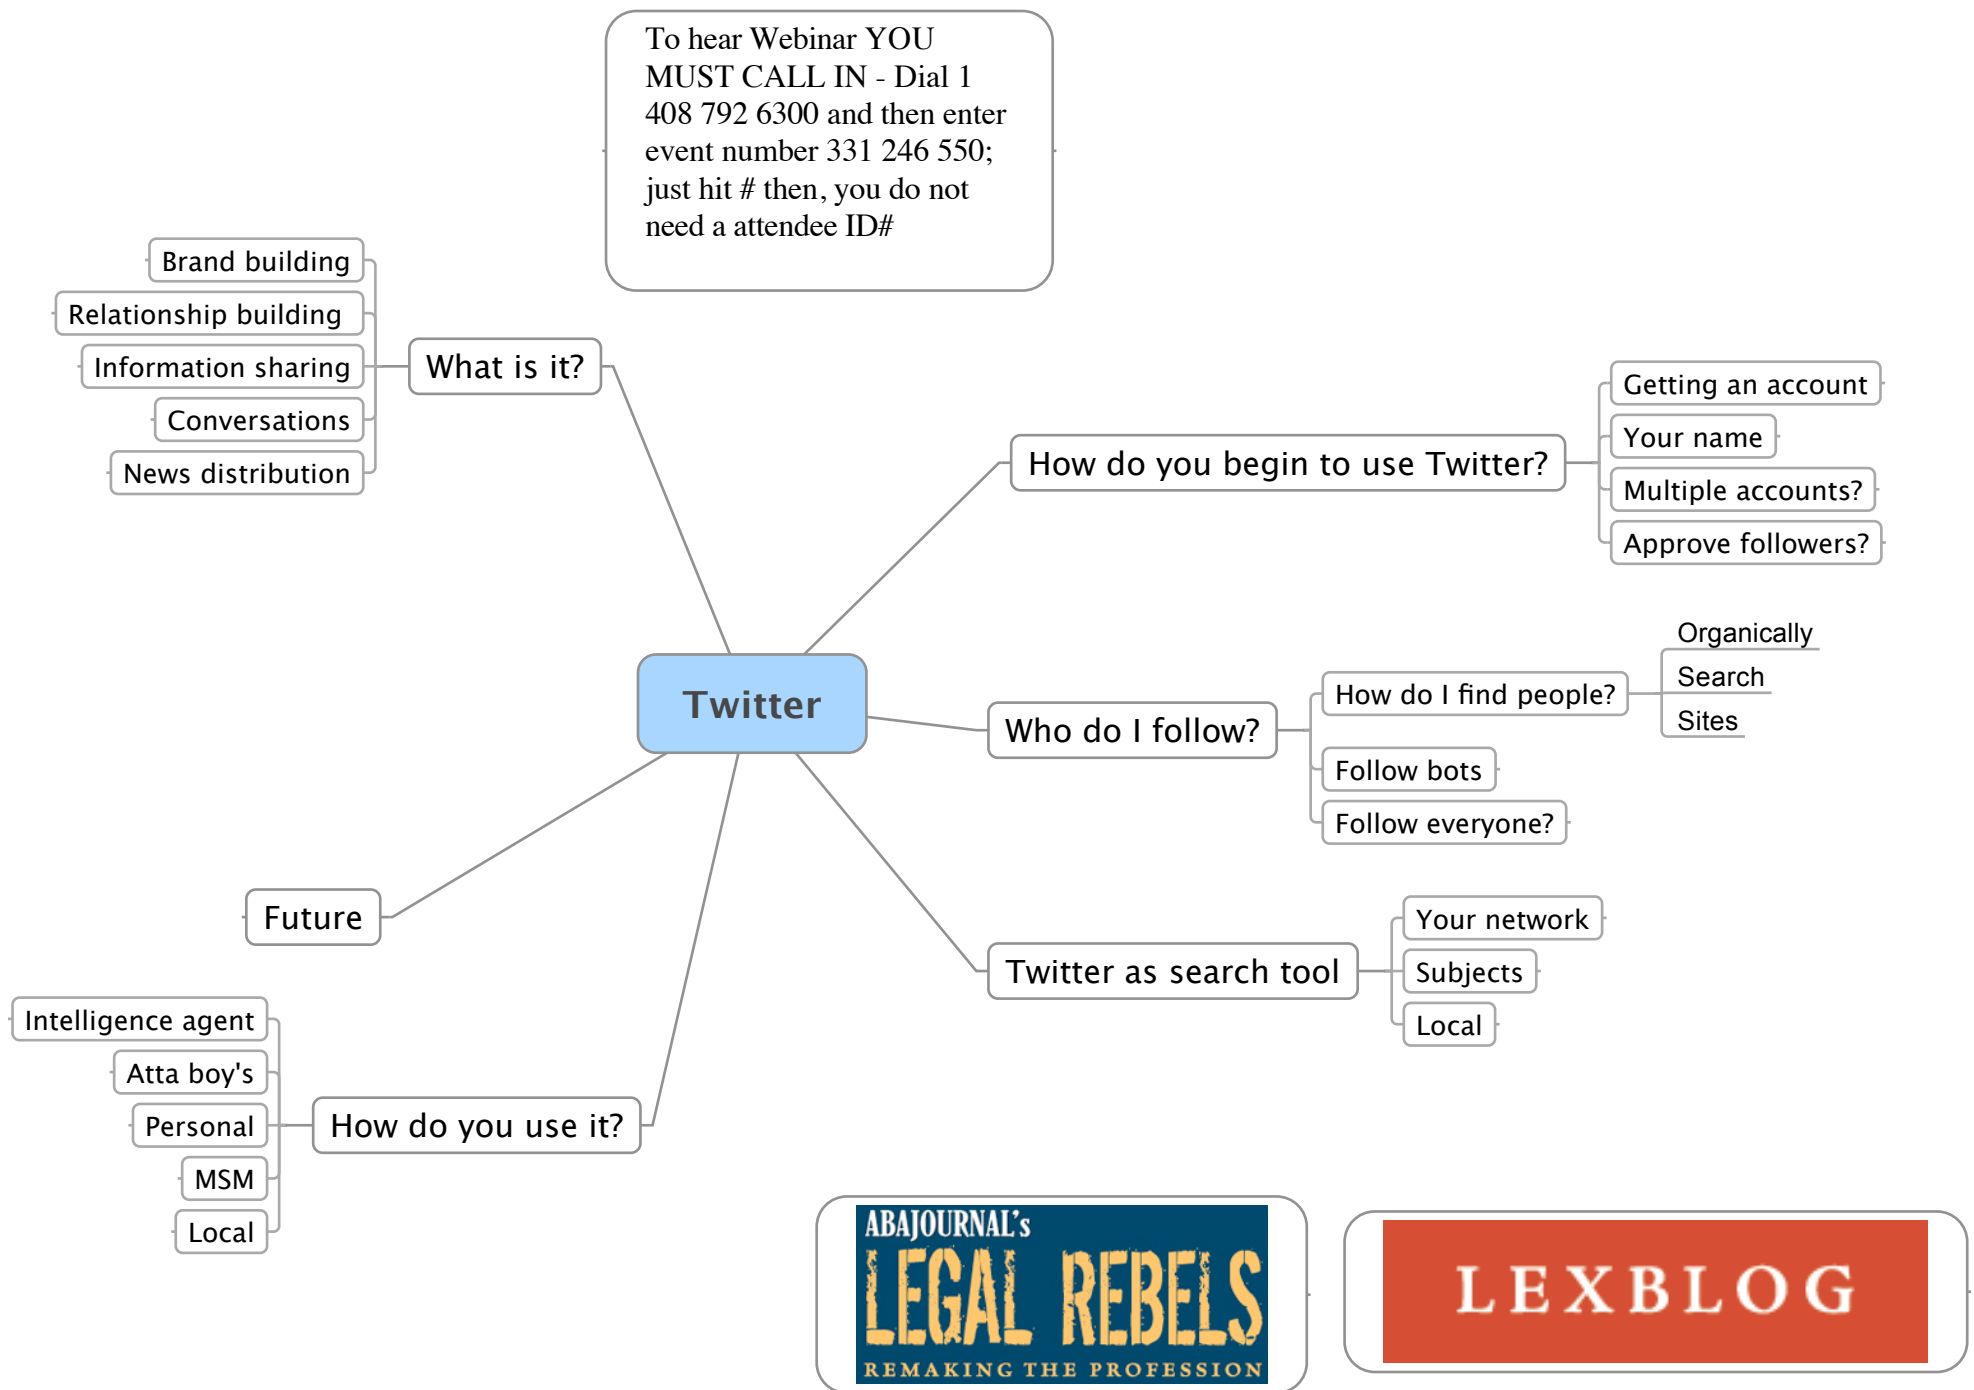 To hear Webinar YOU
MUST CALL IN - Dial 1
408 792 6300 and then enter
event number 331 246 550;
just hit # then, you do not
need a attendee ID#
What is it?
Brand building
Relationship building
Information sharing
Conversations
News distribution
How do you begin to use Twitter?
Getting an account
Your name
Multiple accounts?
Approve followers?
Twitter
Who do I follow?
How do I find people?
Organically
Search
Sites
Follow bots
Follow everyone?
Future
Twitter as search tool
Your network
Subjects
Local
How do you use it?
Intelligence agent
Atta boy's
Personal
MSM
Local
ABAJOURNAL's
LEGAL REBELS
REMAKING THE PROFESSION
LEXBLOG